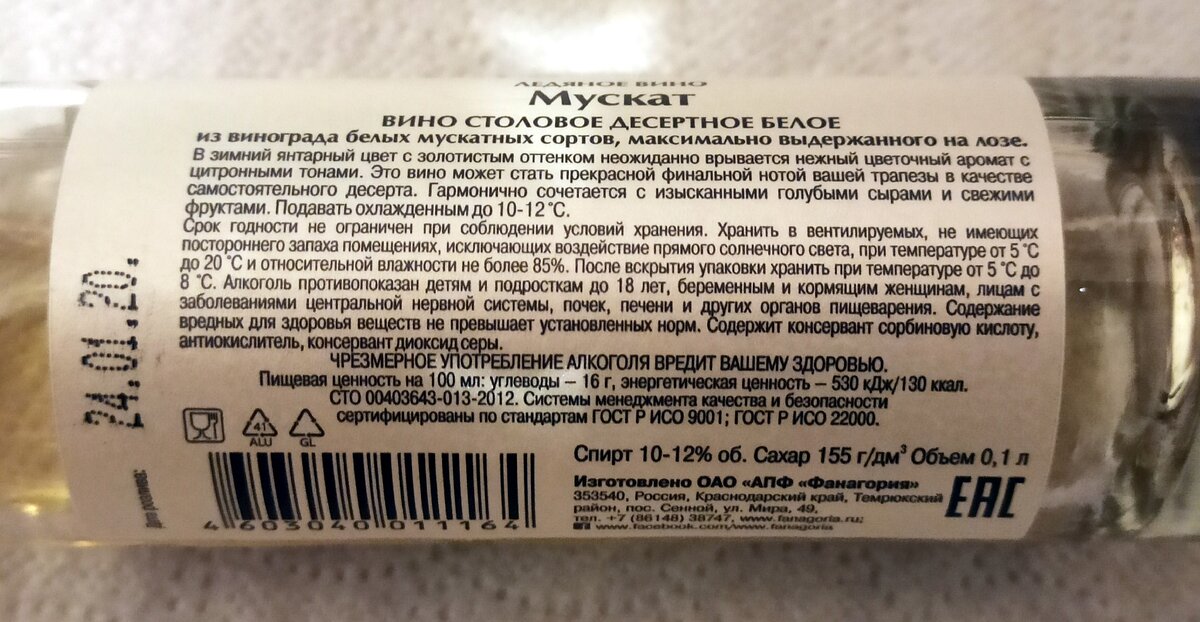 ЛЕДЯНОЕ ВИНО
Мускат
ВИНО СТОЛОВОЕ ДЕСЕРТНОЕ БЕЛОЕ
из винограда белых мускатных сортов, максимально выдержанного на лозе.
В зимний янтарный цвет с золотистым оттенком неожиданно врывается нежный цветочный аромат с
цитронными тонами. Это вино может стать прекрасной финальной нотой вашей трапезы в качестве
самостоятельного десерта. Гармонично сочетается с изысканными голубыми сырами и свежими
фруктами. Подавать охлажденным до 10-12 °С.
Срок годности не ограничен при соблюдении условий хранения. Хранить в вентилируемых, не имеющих
постороннего запаха помещениях, исключающих воздействие прямого солнечного света, при температуре от 5 °С
до 20 °С и относительной влажности не более 85%. После вскрытия упаковки хранить при температуре от 5 °С до
8 °С. Алкоголь противопоказан детям и подросткам до 18 лет, беременным и кормящим женщинам, лицам с
заболеваниями центральной нервной системы, почек, печени и других органов пищеварения. Содержание
вредных для здоровья веществ не превышает установленных норм. Содержит консервант сорбиновую кислоту,
антиокислитель, консервант диоксид серы.
ЧРЕЗМЕРНОЕ УПОТРЕБЛЕНИЕ АЛКОГОЛЯ ВРЕДИТ ВАШЕМУ ЗДОРОВЬЮ.
Пищевая ценность на 100 мл: углеводы – 16 г, энергетическая ценность – 530 кДж/130 ккал.
СТО 00403643-013-2012. Системы менеджмента качества и безопасности
сертифицированы по стандартам ГОСТ Р ИСО 9001; ГОСТ Р ИСО 22000.
41
ALU
GL
Спирт 10-12% об. Сахар 155 г/дм³ Объем 0,1 л
Изготовлено ОАО «АПФ «Фанагория»
353540, Россия, Краснодарский край, Темрюкский
район, пос. Сенной, ул. Мира, 49,
тел. +7 (86148) 38747, www.fanagoria.ru;
www.facebook.com/www.fanagoria
EAC
4 603040 011164
Дата розлива:
24.01.20.